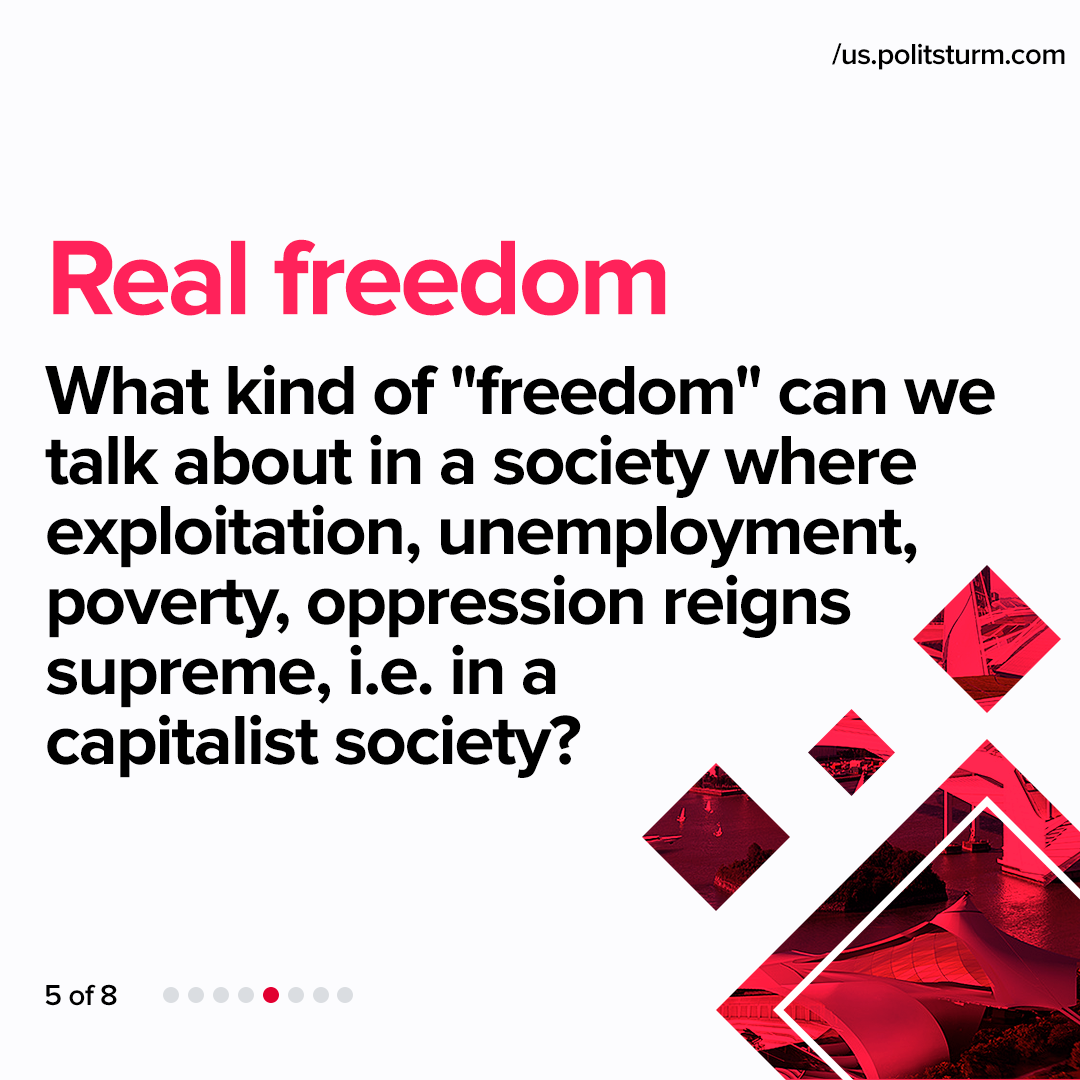 /us.politsturm.com
Real freedom
What kind of "freedom" can we
talk about in a society where
exploitation, unemployment,
poverty, oppression reigns
supreme, i.e. in a
capitalist society?
5 of 8